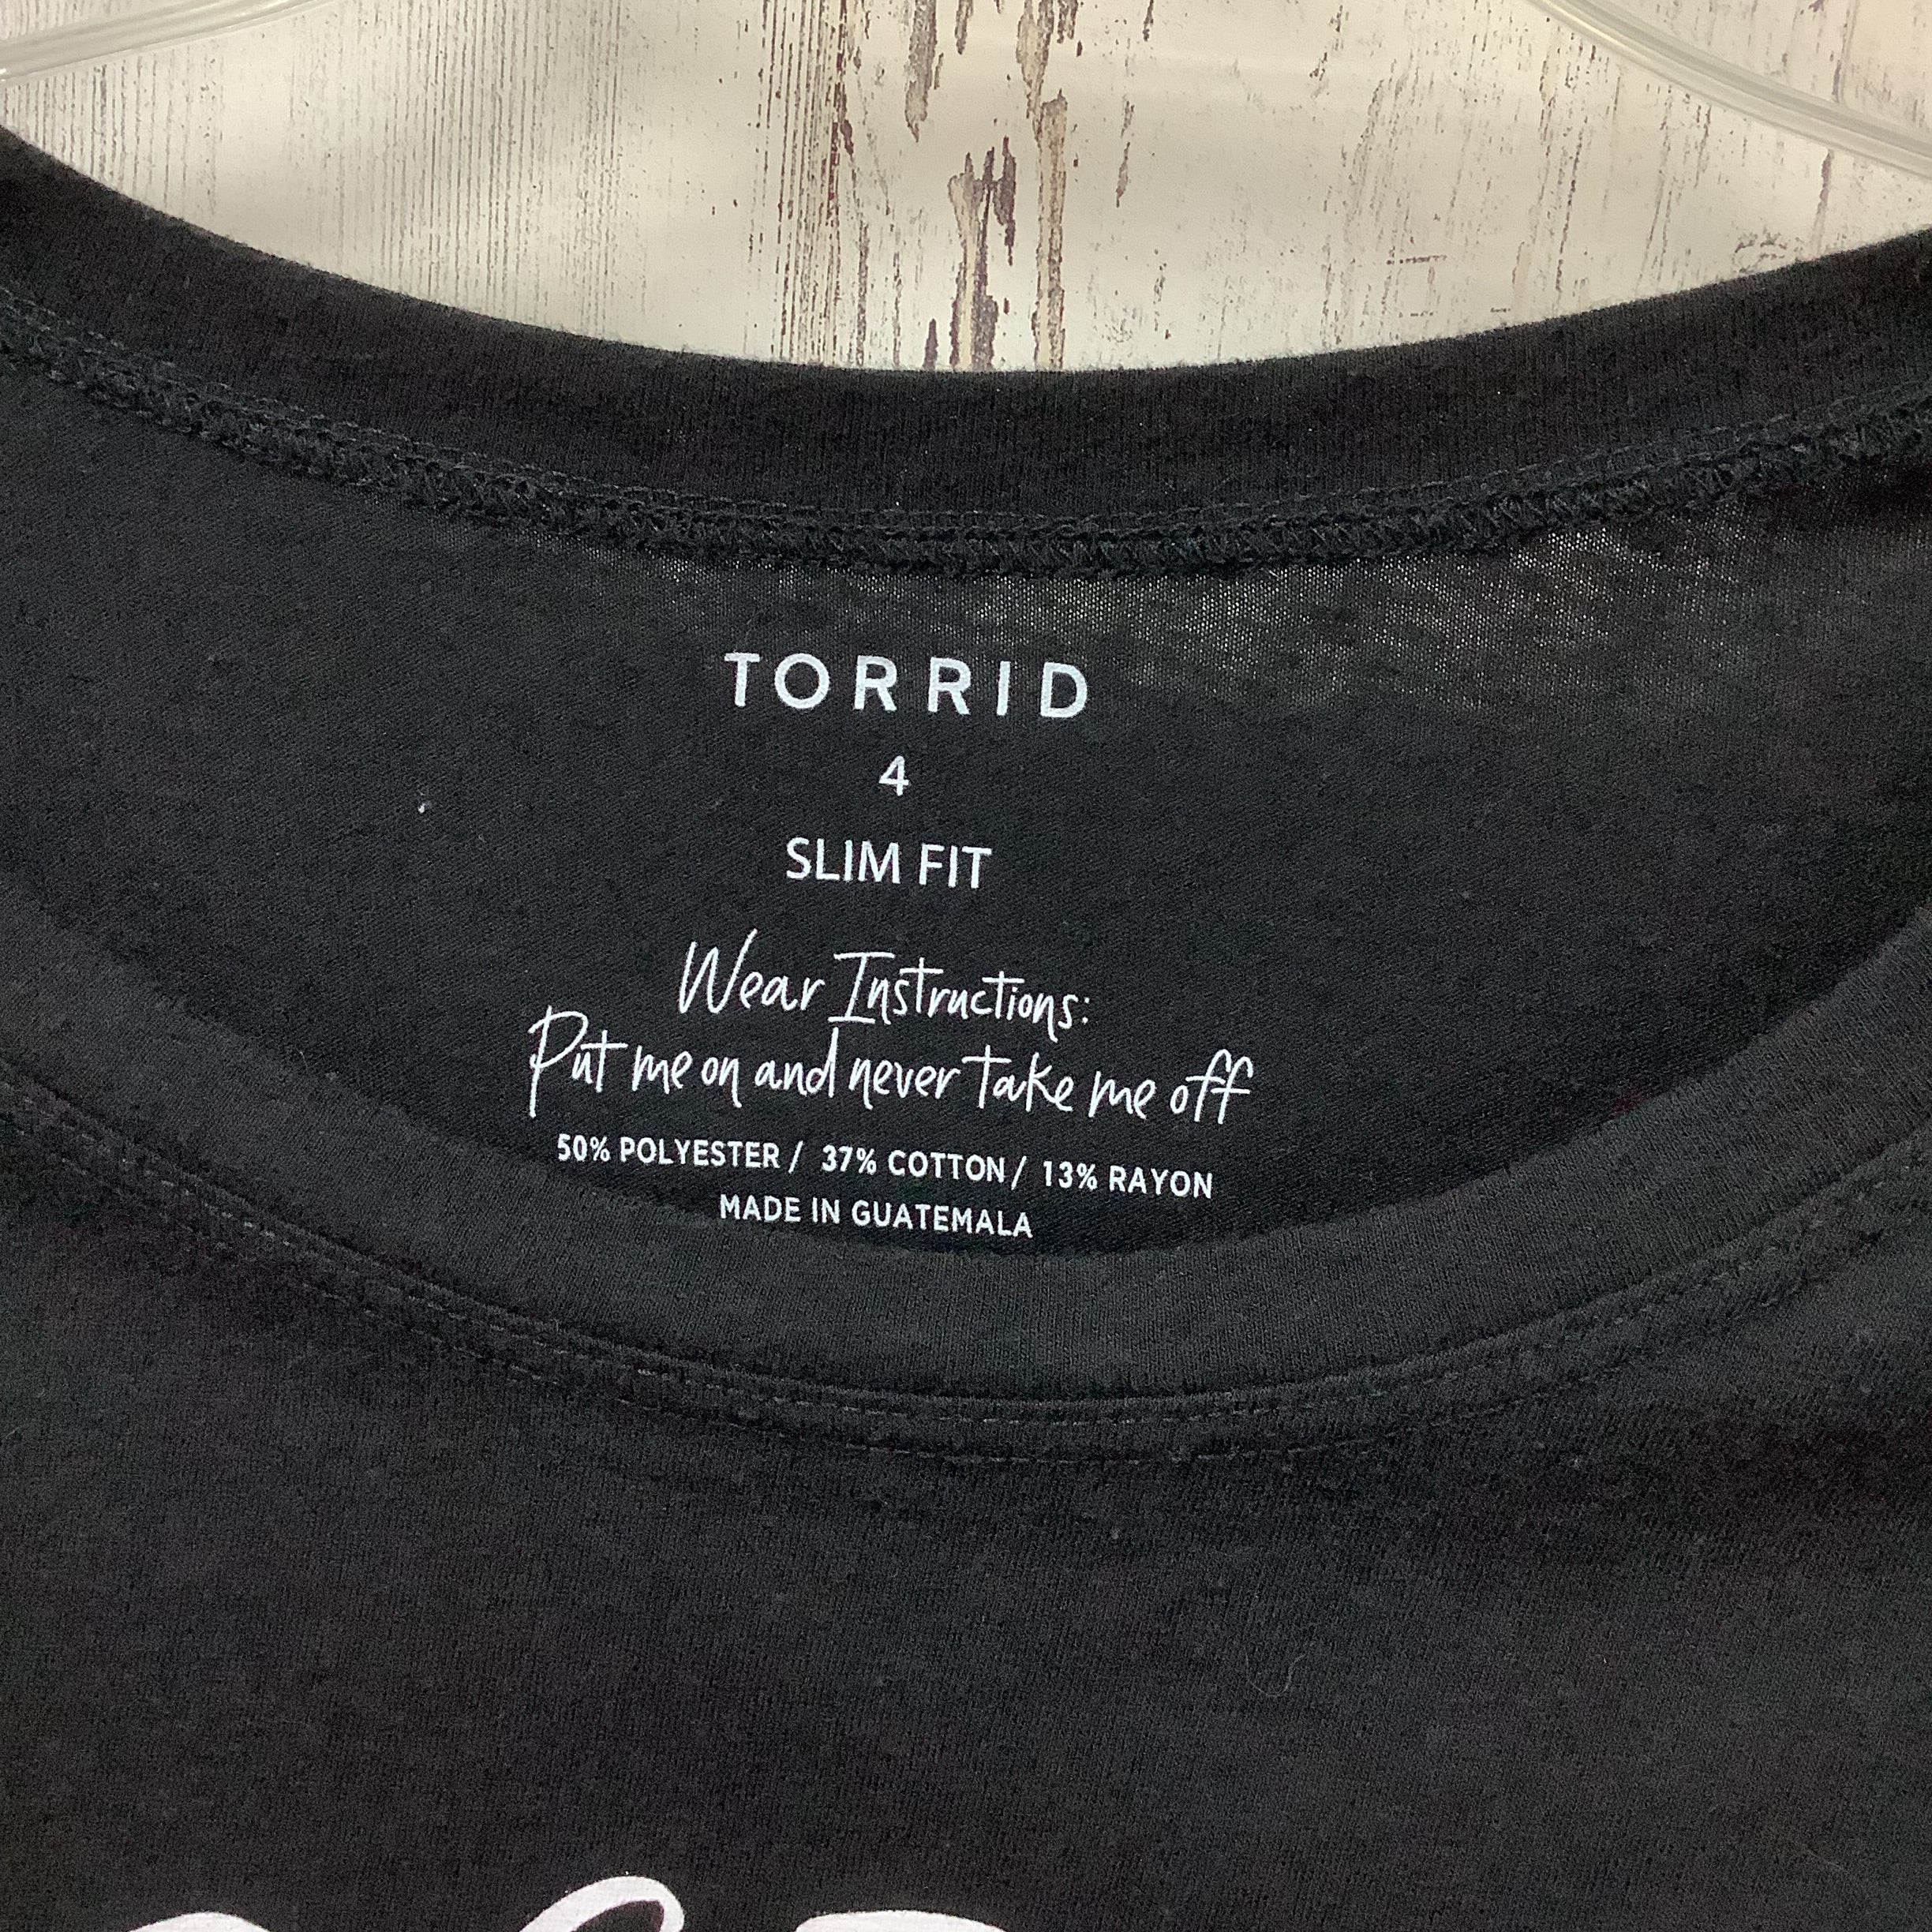 TORRID
4
SLIM FIT
Wear Instructions:
Put me on and never take me off
50% POLYESTER / 37% COTTON / 13% RAYON
MADE IN GUATEMALA